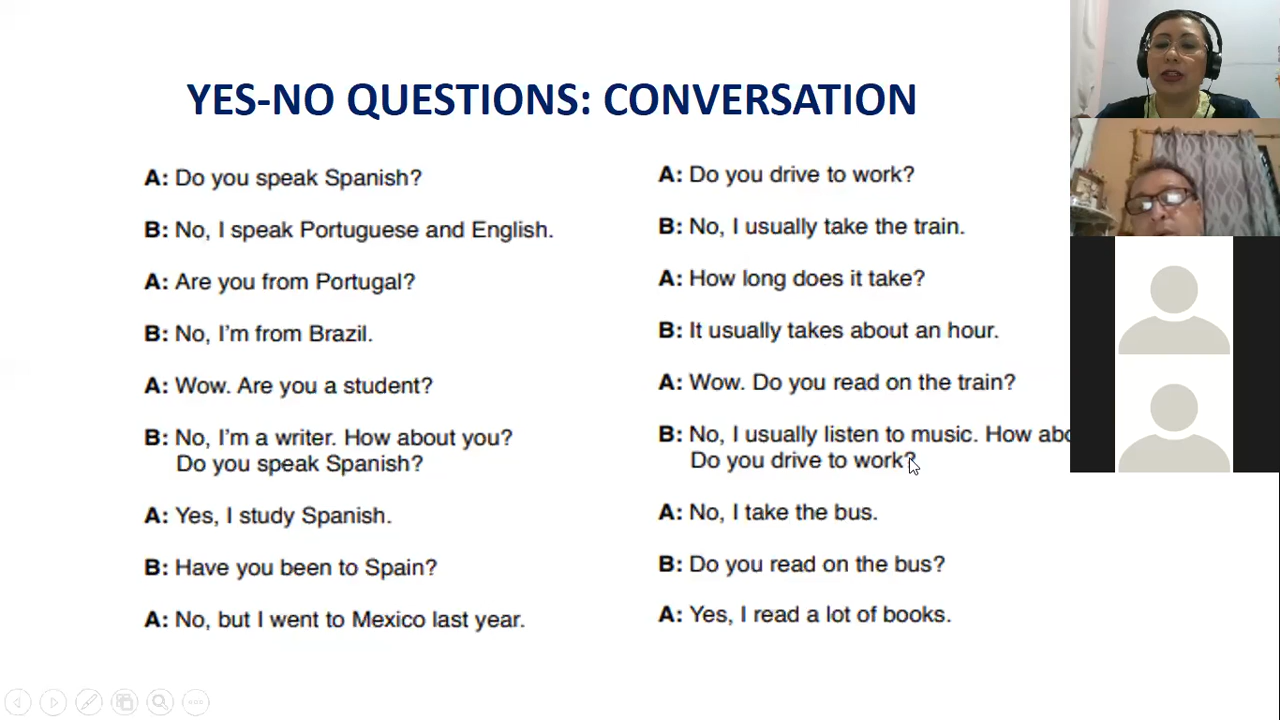 YES-NO QUESTIONS: CONVERSATION
A: Do you speak Spanish?
B: No, I speak Portuguese and English.
A: Are you from Portugal?
B: No, I'm from Brazil.
A: Wow. Are you a student?
B: No, I'm a writer. How about you?
Do you speak Spanish?
A: Yes, I study Spanish.
B: Have you been to Spain?
A: No, but I went to Mexico last year.
A: Do you drive to work?
B: No, I usually take the train.
A: How long does it take?
B: It usually takes about an hour.
A: Wow. Do you read on the train?
B: No, I usually listen to music. How
Do you drive to work?
A: No, I take the bus.
B: Do you read on the bus?
A: Yes, I read a lot of books.